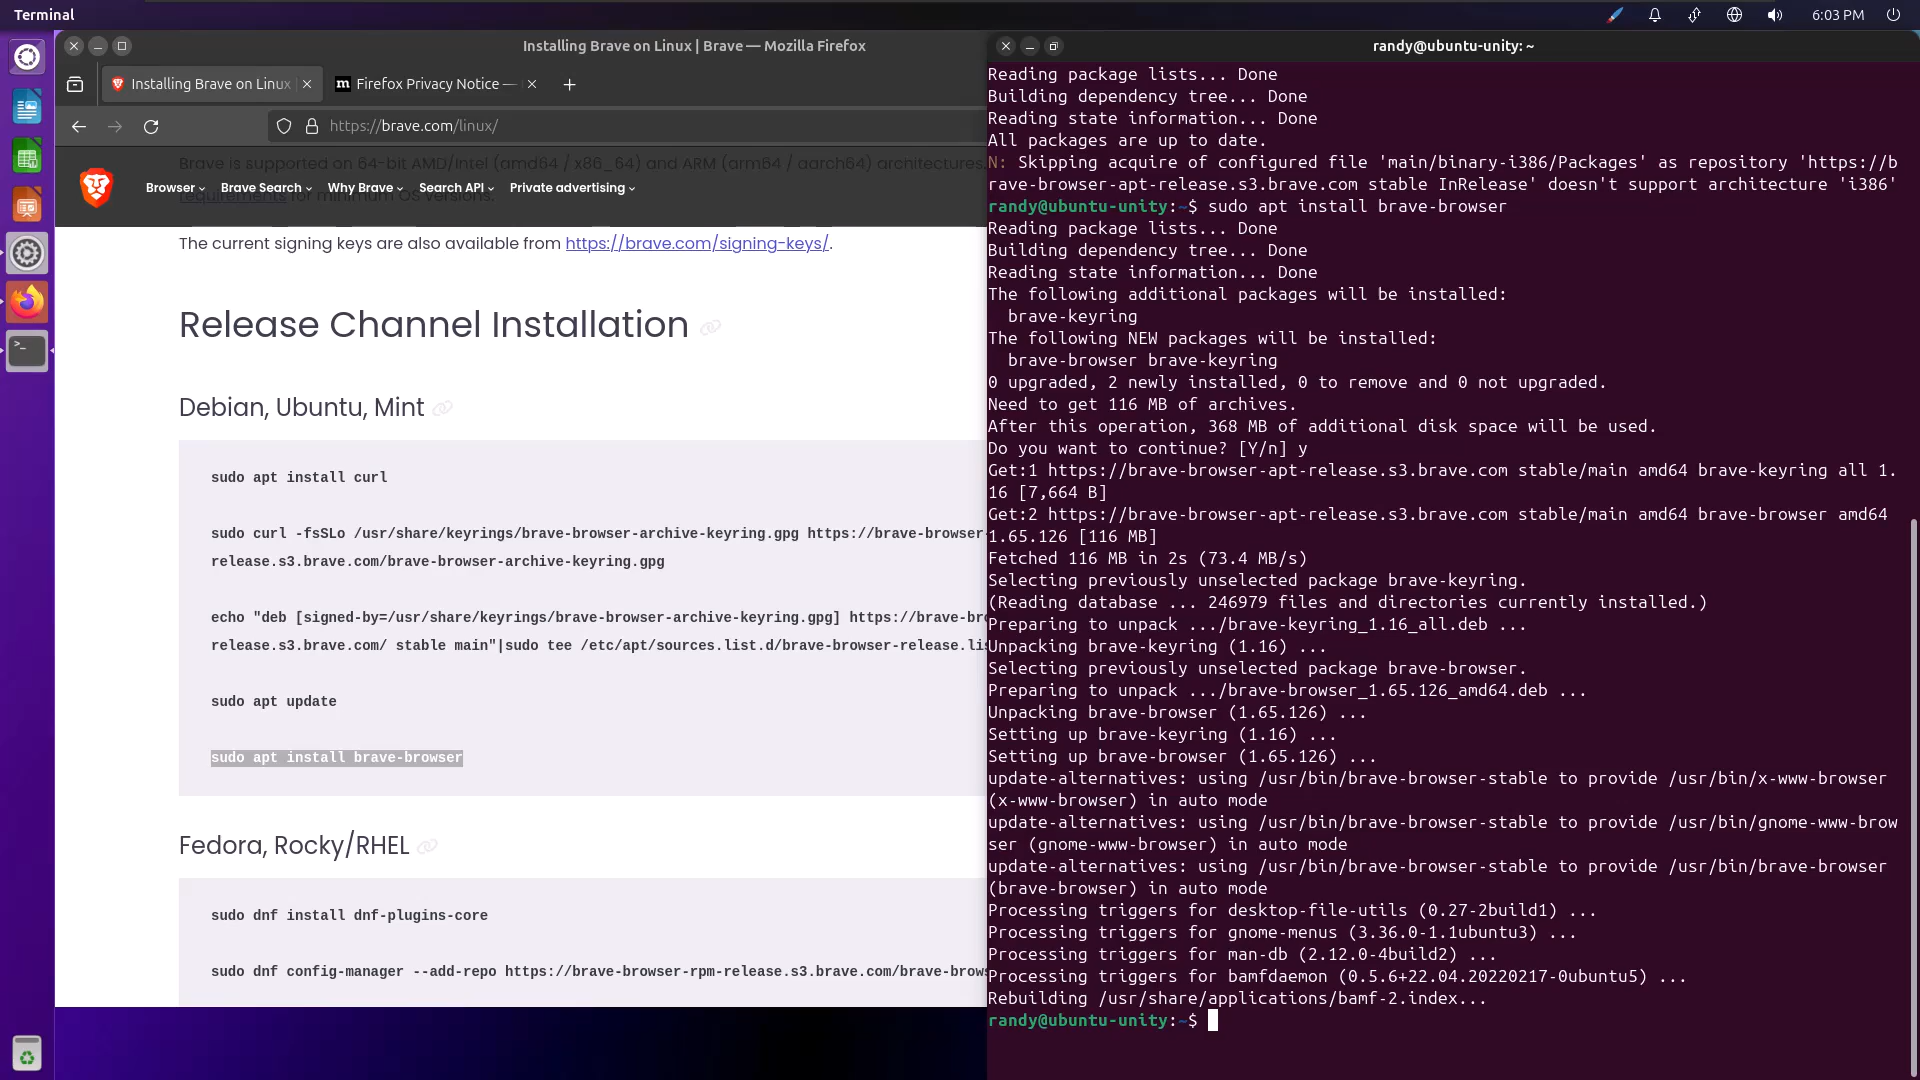 Terminal
6:03 PM
Installing Brave on Linux | Brave — Mozilla Firefox
Installing Brave on Linux
Firefox Privacy Notice —
https://brave.com/linux/
Brave is supported on 64-bit AMD/Intel (amd64 / x86_64) and ARM (arm64 / aarch64) architectures.
Browser
Brave Search
Why Brave
Search API
Private advertising
requirements for minimum OS versions.
The current signing keys are also available from https://brave.com/signing-keys/.
Release Channel Installation
Debian, Ubuntu, Mint
sudo apt install curl
sudo curl -fsSLo /usr/share/keyrings/brave-browser-archive-keyring.gpg https://brave-browser-
release.s3.brave.com/brave-browser-archive-keyring.gpg
echo "deb [signed-by=/usr/share/keyrings/brave-browser-archive-keyring.gpg] https://brave-bro
release.s3.brave.com/ stable main"|sudo tee /etc/apt/sources.list.d/brave-browser-release.lis
sudo apt update
sudo apt install brave-browser
Fedora, Rocky/RHEL
sudo dnf install dnf-plugins-core
sudo dnf config-manager --add-repo https://brave-browser-rpm-release.s3.brave.com/brave-brows
randy@ubuntu-unity: ~
Reading package lists... Done
Building dependency tree... Done
Reading state information... Done
All packages are up to date.
N: Skipping acquire of configured file 'main/binary-i386/Packages' as repository 'https://b
rave-browser-apt-release.s3.brave.com stable InRelease' doesn't support architecture 'i386'
randy@ubuntu-unity:~$ sudo apt install brave-browser
Reading package lists... Done
Building dependency tree... Done
Reading state information... Done
The following additional packages will be installed:
brave-keyring
The following NEW packages will be installed:
brave-browser brave-keyring
0 upgraded, 2 newly installed, 0 to remove and 0 not upgraded.
Need to get 116 MB of archives.
After this operation, 368 MB of additional disk space will be used.
Do you want to continue? [Y/n] y
Get:1 https://brave-browser-apt-release.s3.brave.com stable/main amd64 brave-keyring all 1.
16 [7,664 B]
Get:2 https://brave-browser-apt-release.s3.brave.com stable/main amd64 brave-browser amd64
1.65.126 [116 MB]
Fetched 116 MB in 2s (73.4 MB/s)
Selecting previously unselected package brave-keyring.
(Reading database ... 246979 files and directories currently installed.)
Preparing to unpack .../brave-keyring_1.16_all.deb ...
Unpacking brave-keyring (1.16) ...
Selecting previously unselected package brave-browser.
Preparing to unpack .../brave-browser_1.65.126_amd64.deb ...
Unpacking brave-browser (1.65.126) ...
Setting up brave-keyring (1.16) ...
Setting up brave-browser (1.65.126) ...
update-alternatives: using /usr/bin/brave-browser-stable to provide /usr/bin/x-www-browser
(x-www-browser) in auto mode
update-alternatives: using /usr/bin/brave-browser-stable to provide /usr/bin/gnome-www-brow
ser (gnome-www-browser) in auto mode
update-alternatives: using /usr/bin/brave-browser-stable to provide /usr/bin/brave-browser
(brave-browser) in auto mode
Processing triggers for desktop-file-utils (0.27-2build1) ...
Processing triggers for gnome-menus (3.36.0-1.1ubuntu3) ...
Processing triggers for man-db (2.12.0-4build2) ...
Processing triggers for bamfdaemon (0.5.6+22.04.20220217-0ubuntu5) ...
Rebuilding /usr/share/applications/bamf-2.index...
randy@ubuntu-unity:~$